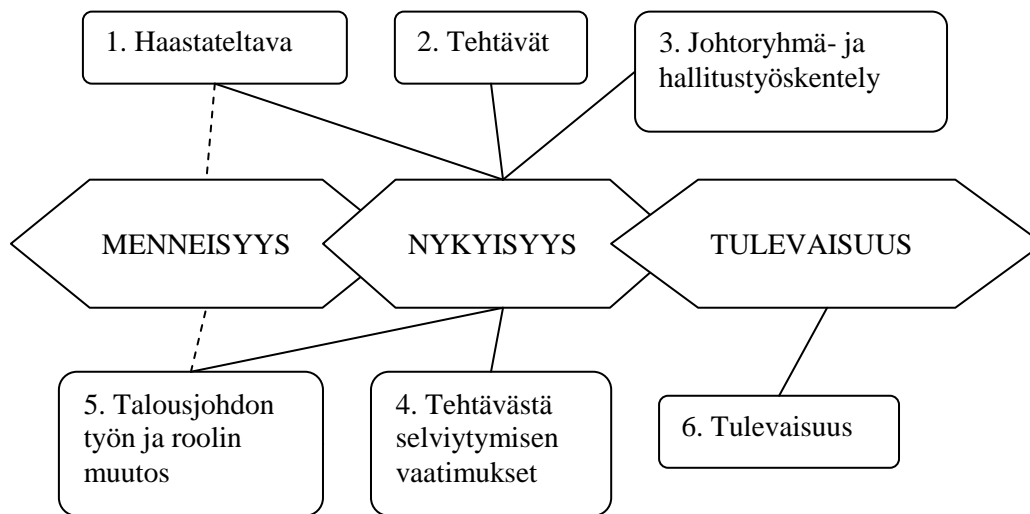 1. Haastateltava
2. Tehtävät
3. Johtoryhmä- ja
hallitustyöskentely
MENNEISYYS
NYKYISYYS
TULEVAISUUS
5. Talousjohdon
työn ja roolin
muutos
4. Tehtävästä
selviytymisen
vaatimukset
6. Tulevaisuus